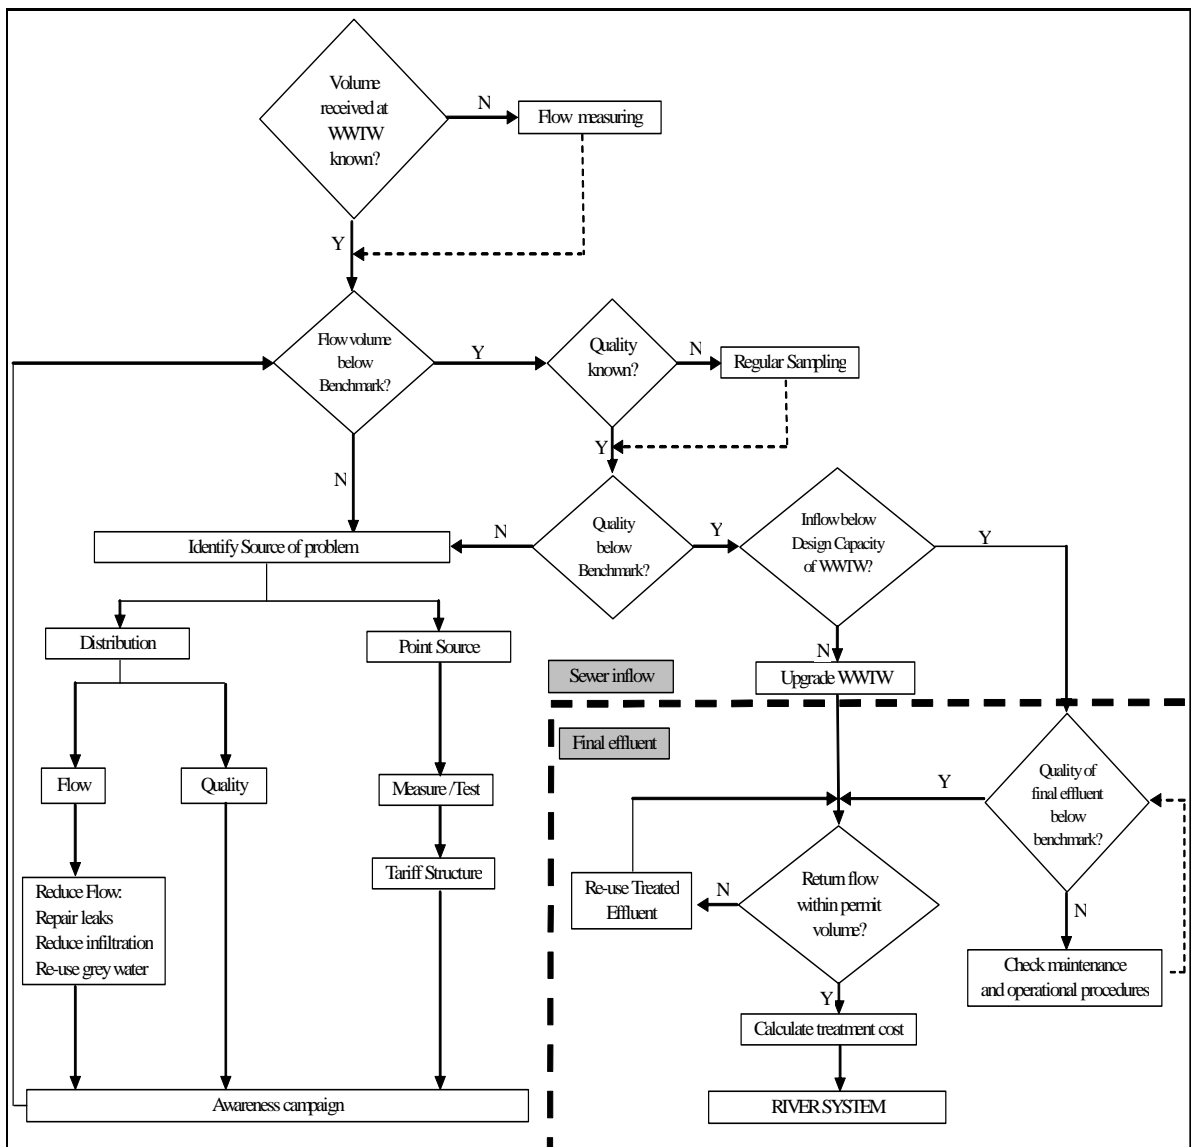 Volume
received at
WWTW
known?
N
Flow measuring
Y
Flow volume
below
Benchmark?
Y
Quality
known?
N
Regular Sampling
Y
N
Identify Source of problem
N
Quality
below
Benchmark?
Y
Inflow below
Design Capacity
of WWTW?
Y
Distribution
Point Source
N
Sewer inflow
Upgrade WWTW
Final effluent
Flow
Quality
Measure / Test
Y
Quality of
final effluent
below
benchmark?
Tariff Structure
Reduce Flow:
Repair leaks
Reduce infiltration
Re-use grey water
Re-use Treated
Effluent
N
Return flow
within permit
volume?
N
Check maintenance
and operational procedures
Y
Calculate treatment cost
Awareness campaign
RIVER SYSTEM